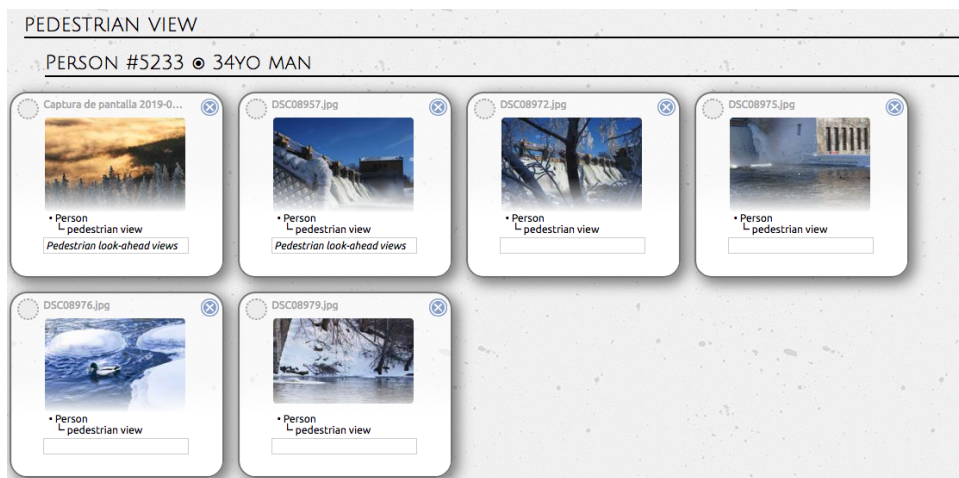 PEDESTRIAN VIEW
PERSON #5233 ◉ 34YO MAN
Captura de pantalla 2019-0...
DSC08957.jpg
DSC08972.jpg
DSC08975.jpg
• Person
└ pedestrian view
Pedestrian look-ahead views
• Person
└ pedestrian view
Pedestrian look-ahead views
• Person
└ pedestrian view
• Person
└ pedestrian view
DSC08976.jpg
DSC08979.jpg
• Person
└ pedestrian view
• Person
└ pedestrian view